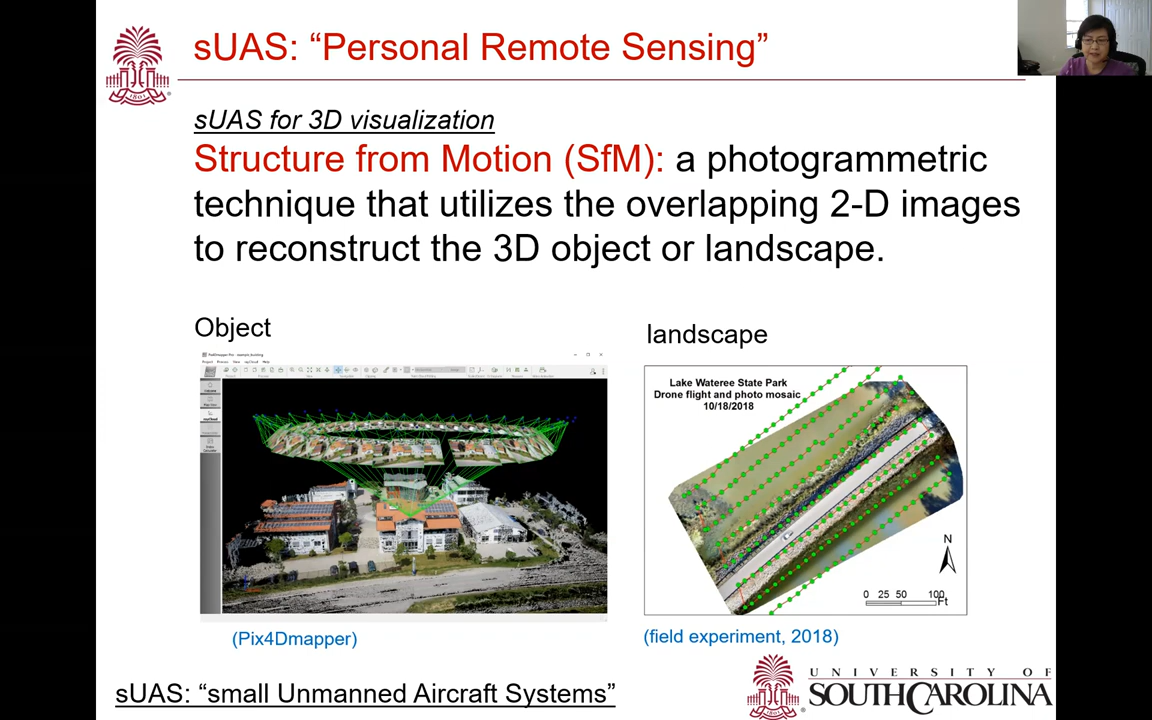 sUAS: “Personal Remote Sensing”
sUAS for 3D visualization
Structure from Motion (SfM): a photogrammetric
technique that utilizes the overlapping 2-D images
to reconstruct the 3D object or landscape.
Object
landscape
Lake Wateree State Park
Drone flight and photo mosaic
10/18/2018
N
0 25 50 100
Ft
(Pix4Dmapper)
(field experiment, 2018)
sUAS: “small Unmanned Aircraft Systems”
UNIVERSITY OF
SOUTH CAROLINA
1801